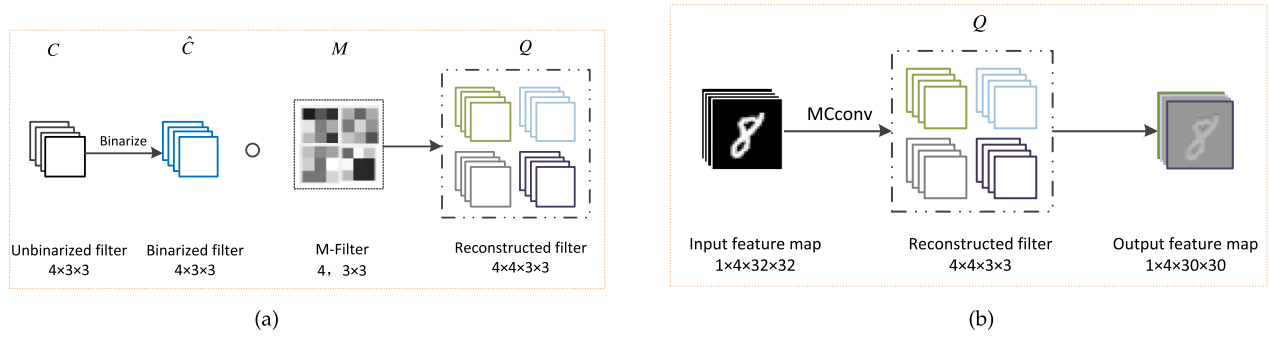 C
Ĉ
M
Q
Binarize
Unbinarized filter
4×3×3
Binarized filter
4×3×3
M-Filter
4，3×3
Reconstructed filter
4×4×3×3
(a)
Q
MCconv
Input feature map
1×4×32×32
Reconstructed filter
4×4×3×3
Output feature map
1×4×30×30
(b)